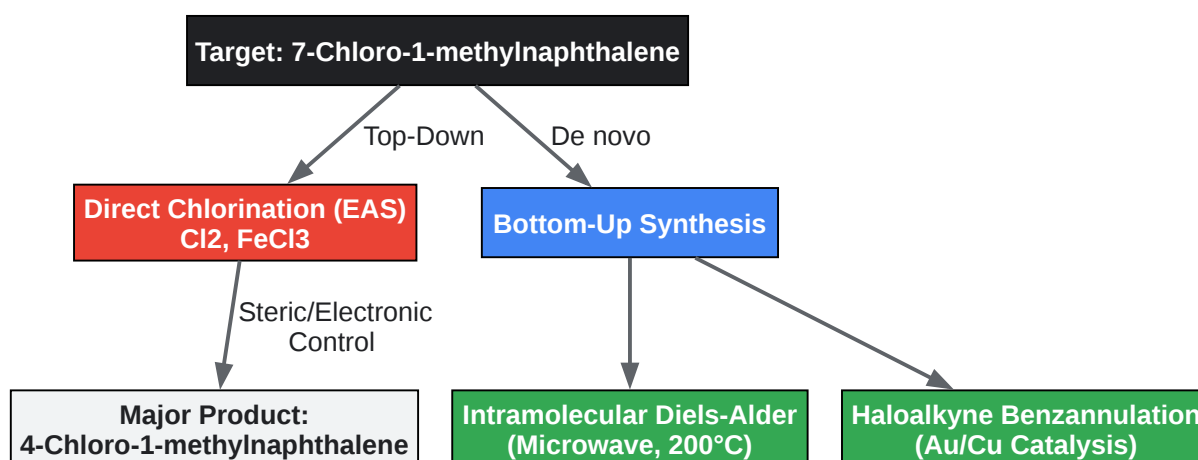 Target: 7-Chloro-1-methylnaphthalene
Top-Down
De novo
Direct Chlorination (EAS)
Cl2, FeCl3
Bottom-Up Synthesis
Steric/Electronic
Control
Major Product:
4-Chloro-1-methylnaphthalene
Intramolecular Diels-Alder
(Microwave, 200°C)
Haloalkyne Benzannulation
(Au/Cu Catalysis)